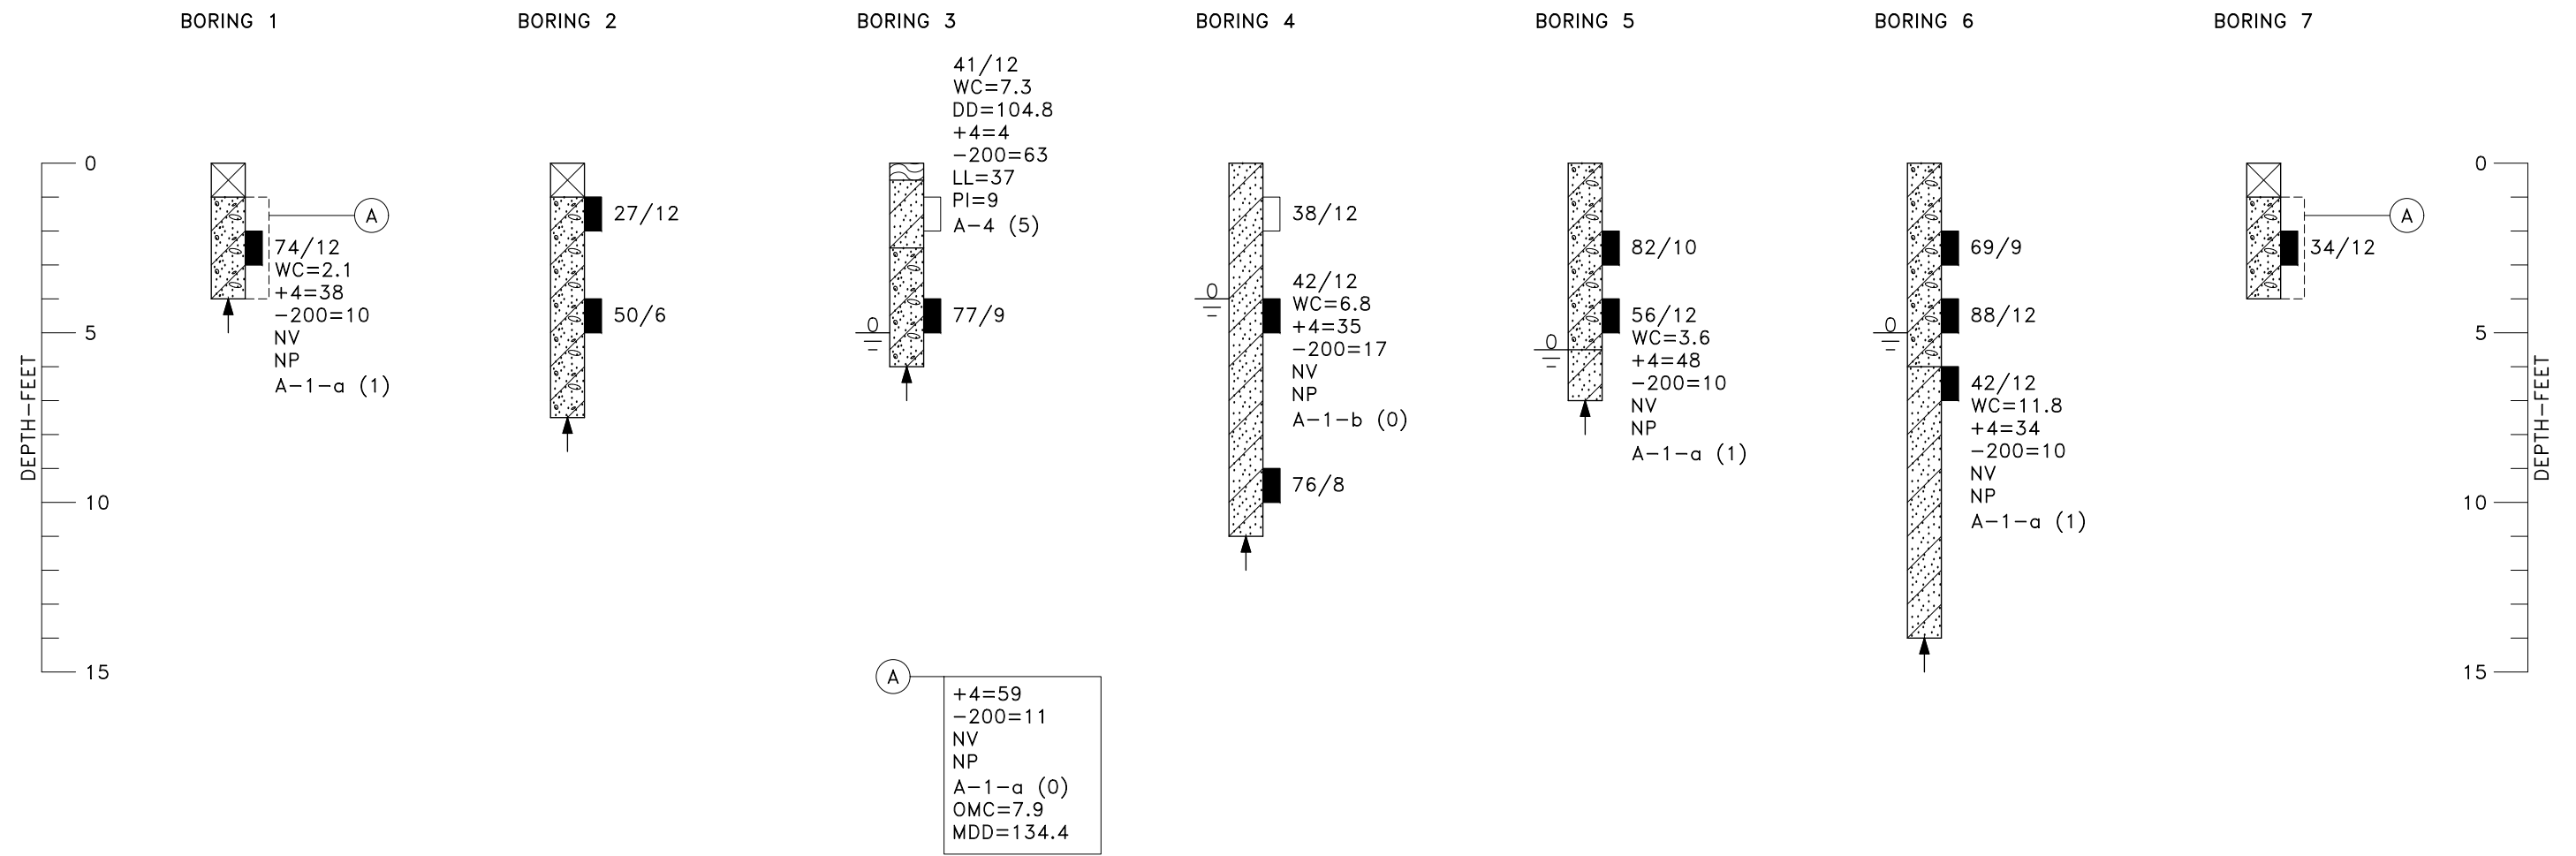 BORING 1
BORING 2
BORING 3
BORING 4
BORING 5
BORING 6
BORING 7
DEPTH-FEET
0
5
10
15
A
74/12
WC=2.1
+4=38
-200=10
NV
NP
A-1-a (1)
27/12
50/6
41/12
WC=7.3
DD=104.8
+4=4
-200=63
LL=37
PI=9
A-4 (5)
0
77/9
38/12
0
42/12
WC=6.8
+4=35
-200=17
NV
NP
A-1-b (0)
76/8
82/10
0
56/12
WC=3.6
+4=48
-200=10
NV
NP
A-1-a (1)
69/9
0
88/12
42/12
WC=11.8
+4=34
-200=10
NV
NP
A-1-a (1)
A
34/12
0
5
10
15
DEPTH-FEET
A
+4=59
-200=11
NV
NP
A-1-a (0)
OMC=7.9
MDD=134.4